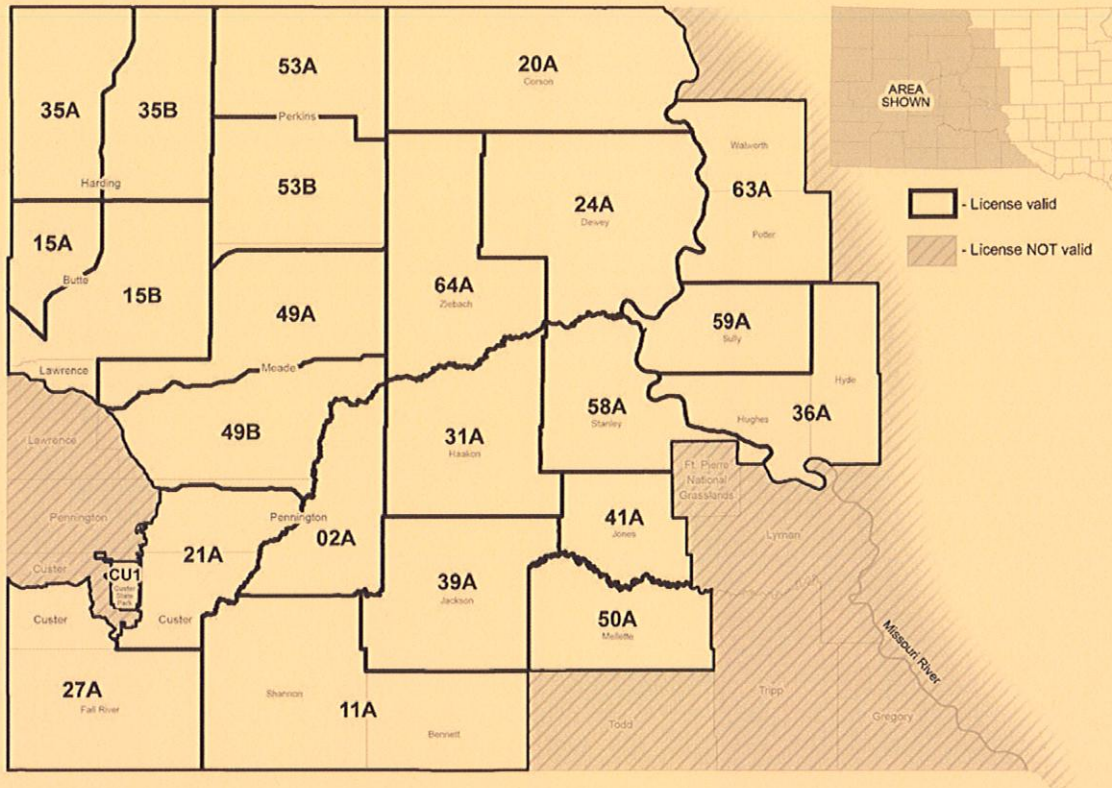 53A
20A
Corson
AREA
SHOWN
35A
35B
Perkins
Walworth
63A
53B
Harding
24A
Dewey
- License valid
Potter
- License NOT valid
15A
Butte
15B
64A
Ziebach
49A
59A
Sully
Lawrence
Meade
Hyde
58A
Stanley
Hughes
36A
49B
31A
Haakon
Lawrence
Ft. Pierre
National
Grasslands
Pennington
Pennington
02A
41A
Jones
Lyman
21A
Custer
CU1
Custer
State
Park
39A
Jackson
Custer
Custer
50A
Mellette
Missouri River
27A
Fall River
Shannon
11A
Bennett
Todd
Tripp
Gregory